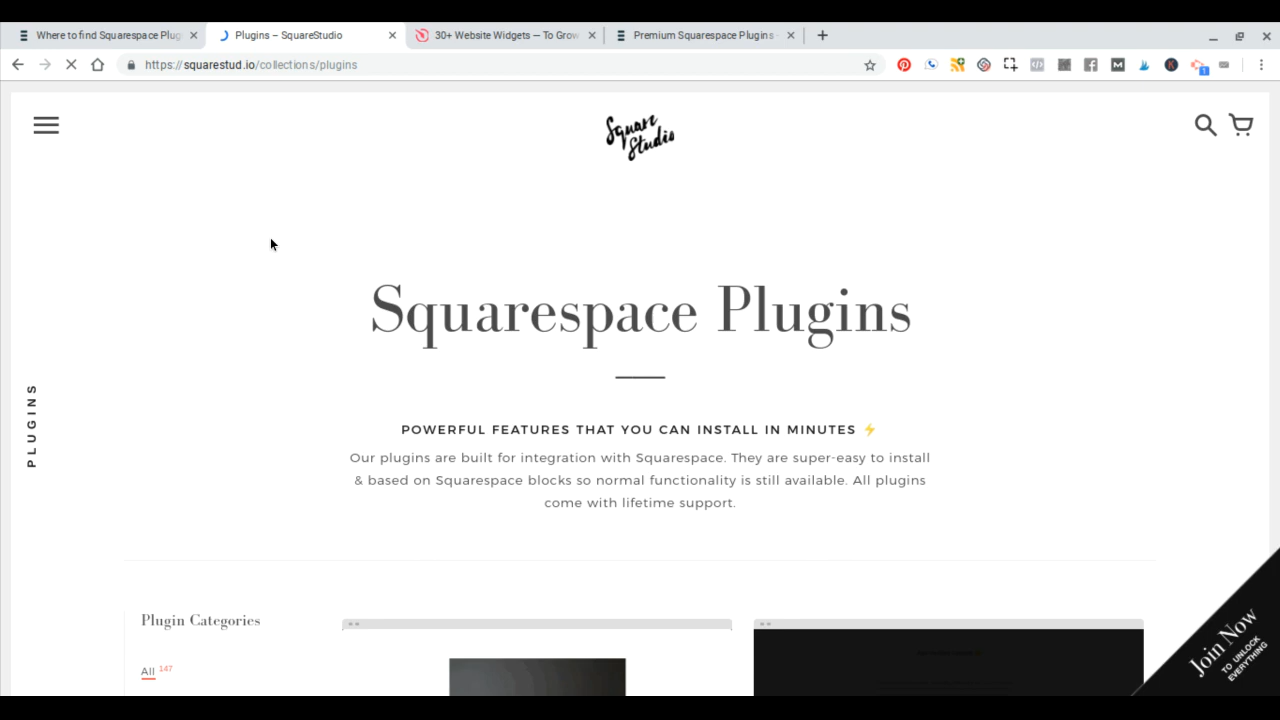 Where to find Squarespace Plug
Plugins – SquareStudio
30+ Website Widgets — To Grow
Premium Squarespace Plugins -
https://squarestud.io/collections/plugins
Square
Studio
PLUGINS
Squarespace Plugins
POWERFUL FEATURES THAT YOU CAN INSTALL IN MINUTES ⚡
Our plugins are built for integration with Squarespace. They are super-easy to install
& based on Squarespace blocks so normal functionality is still available. All plugins
come with lifetime support.
Plugin Categories
All 147
Join Now
TO UNLOCK
EVERYTHING